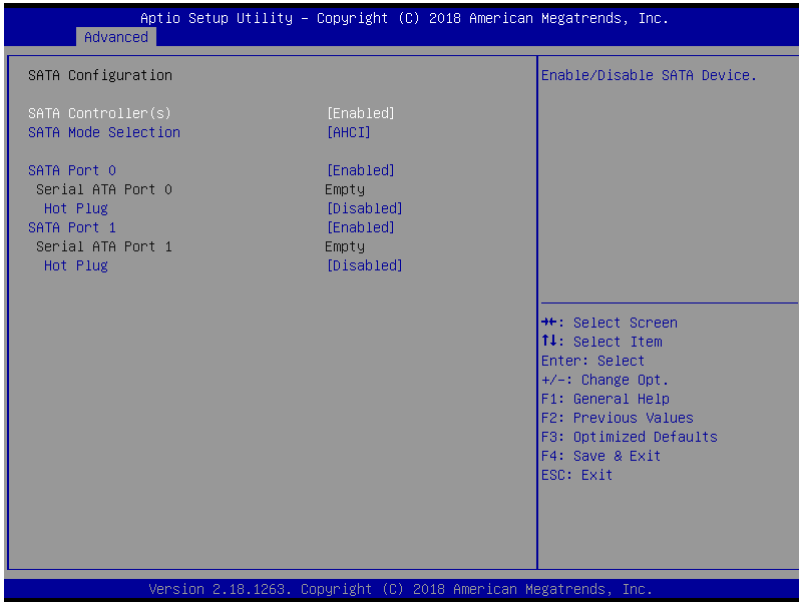 Aptio Setup Utility – Copyright (C) 2018 American Megatrends, Inc.
Advanced
SATA Configuration
SATA Controller(s) [Enabled]
SATA Mode Selection [AHCI]
SATA Port 0 [Enabled]
Serial ATA Port 0 Empty
Hot Plug [Disabled]
SATA Port 1 [Enabled]
Serial ATA Port 1 Empty
Hot Plug [Disabled]
Enable/Disable SATA Device.
→←: Select Screen
↑↓: Select Item
Enter: Select
+/-: Change Opt.
F1: General Help
F2: Previous Values
F3: Optimized Defaults
F4: Save & Exit
ESC: Exit
Version 2.18.1263. Copyright (C) 2018 American Megatrends, Inc.